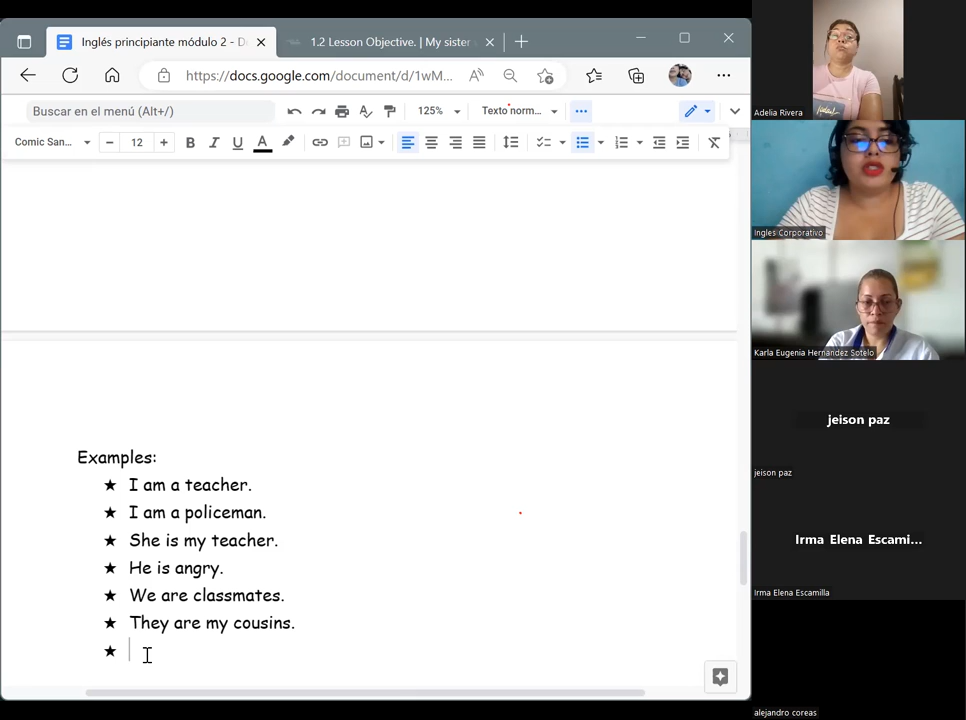 Inglés principiante módulo 2 - D
1.2 Lesson Objective. | My sister
https://docs.google.com/document/d/1wM...
Buscar en el menú (Alt+/)
125%
Texto norm...
Comic San...
12
Examples:
★ I am a teacher.
★ I am a policeman.
★ She is my teacher.
★ He is angry.
★ We are classmates.
★ They are my cousins.
★
Adelia Rivera
Ingles Corporativo
Karla Eugenia Hernandez Sotelo
jeison paz
jeison paz
Irma Elena Escami...
Irma Elena Escamilla
alejandro coreas